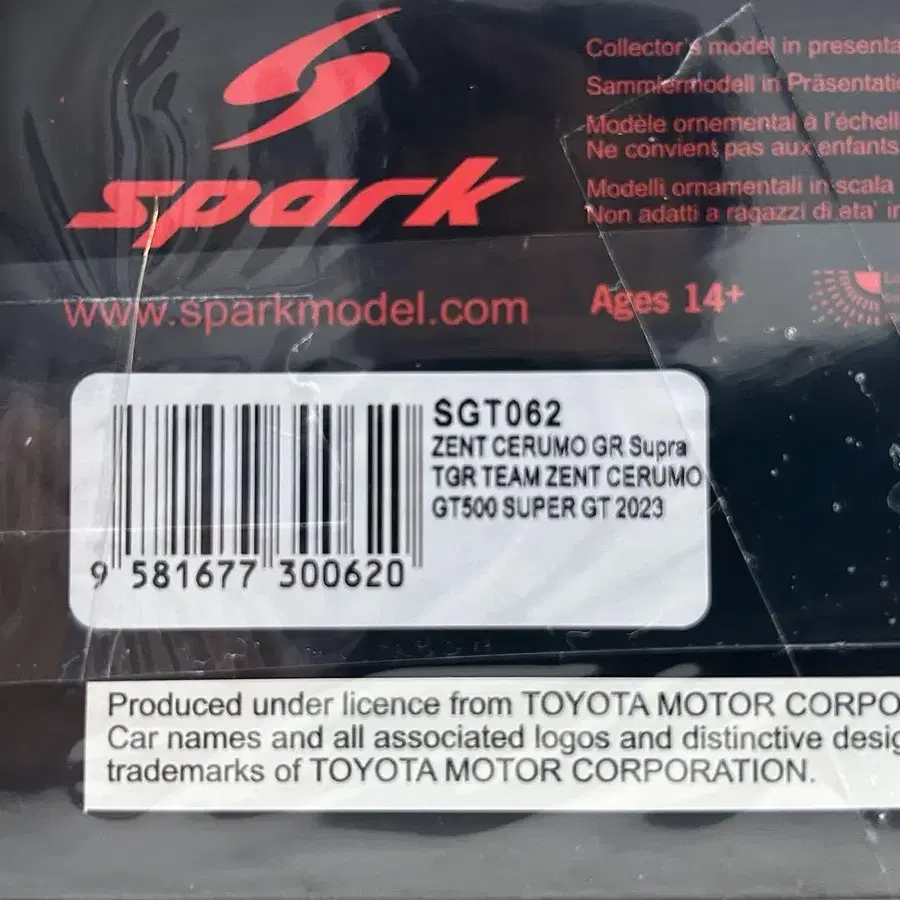 spark
www.sparkmodel.com
Collector's model in presenta
Sammlermodell in Präsentati
Modèle ornemental à l'échell
Ne convient pas aux enfants
Modelli ornamentali in scala
Non adatti a ragazzi di eta' in
Ages 14+
SGT062
ZENT CERUMO GR Supra
TGR TEAM ZENT CERUMO
GT500 SUPER GT 2023
9 581677 300620
Produced under licence from TOYOTA MOTOR CORPO
Car names and all associated logos and distinctive desig
trademarks of TOYOTA MOTOR CORPORATION.